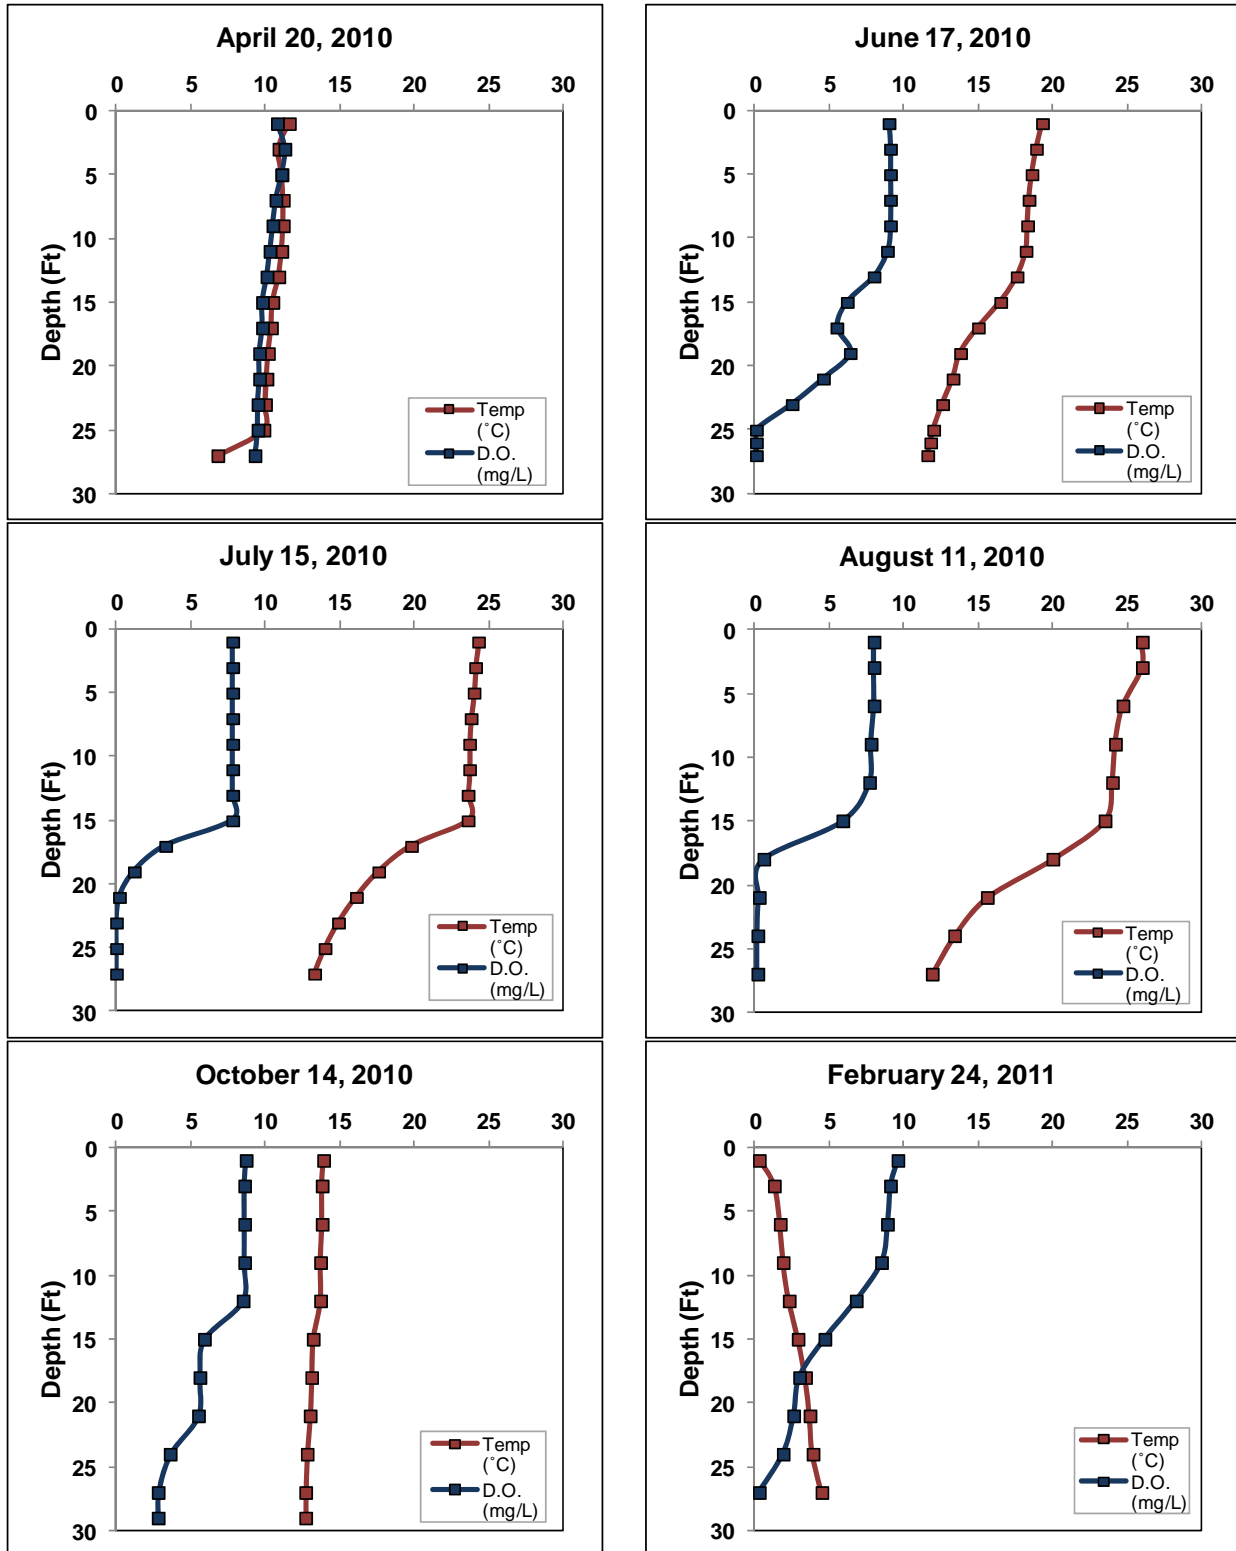 April 20, 2010
0 5 10 15 20 25 30
0
5
10
15
20
25
30
Depth (Ft)
Temp
(˚C)
D.O.
(mg/L)
June 17, 2010
0 5 10 15 20 25 30
0
5
10
15
20
25
30
Depth (Ft)
Temp
(˚C)
D.O.
(mg/L)
July 15, 2010
0 5 10 15 20 25 30
0
5
10
15
20
25
30
Depth (Ft)
Temp
(˚C)
D.O.
(mg/L)
August 11, 2010
0 5 10 15 20 25 30
0
5
10
15
20
25
30
Depth (Ft)
Temp
(˚C)
D.O.
(mg/L)
October 14, 2010
0 5 10 15 20 25 30
0
5
10
15
20
25
30
Depth (Ft)
Temp
(˚C)
D.O.
(mg/L)
February 24, 2011
0 5 10 15 20 25 30
0
5
10
15
20
25
30
Depth (Ft)
Temp
(˚C)
D.O.
(mg/L)